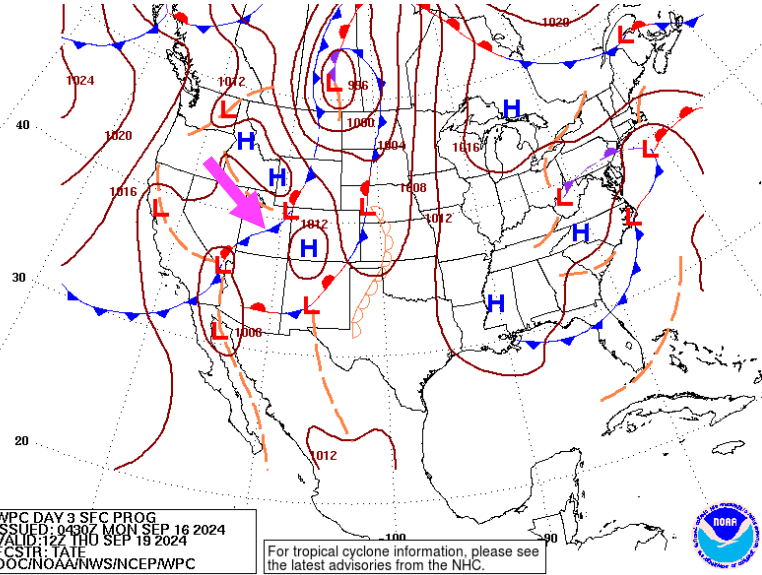 1020
1024
1012
996
40
1000
1020
1004
1016
1016
1008
1012
1012
30
1008
20
1012
-100
-90
WPC DAY 3 SFC PROG
ISSUED: 0430Z MON SEP 16 2024
VALID: 12Z THU SEP 19 2024
FCSTR: TATE
DOC/NOAA/NWS/NCEP/WPC
For tropical cyclone information, please see
the latest advisories from the NHC.
NOAA
L
L
L
H
H
H
L
L
L
L
L
L
H
H
L
L
L
L
H